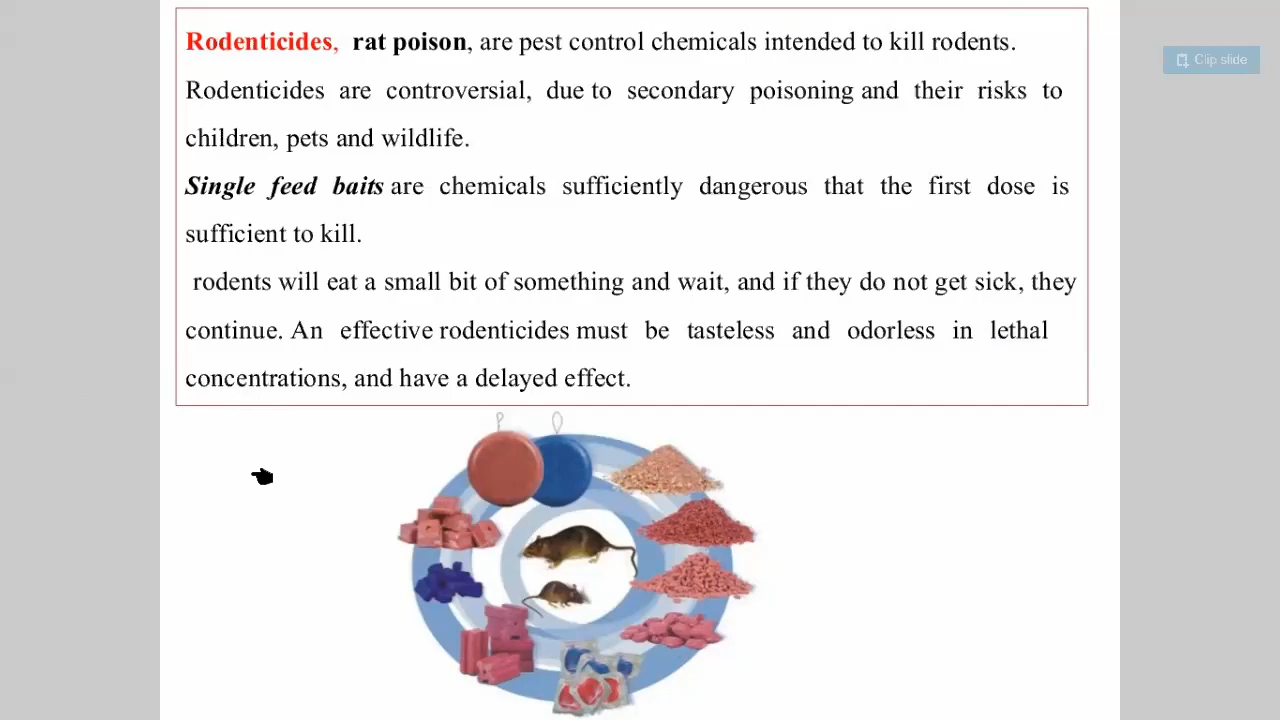 Rodenticides, rat poison, are pest control chemicals intended to kill rodents.
Clip slide
Rodenticides are controversial, due to secondary poisoning and their risks to
children, pets and wildlife.
Single feed baits are chemicals sufficiently dangerous that the first dose is
sufficient to kill.
rodents will eat a small bit of something and wait, and if they do not get sick, they
continue. An effective rodenticides must be tasteless and odorless in lethal
concentrations, and have a delayed effect.